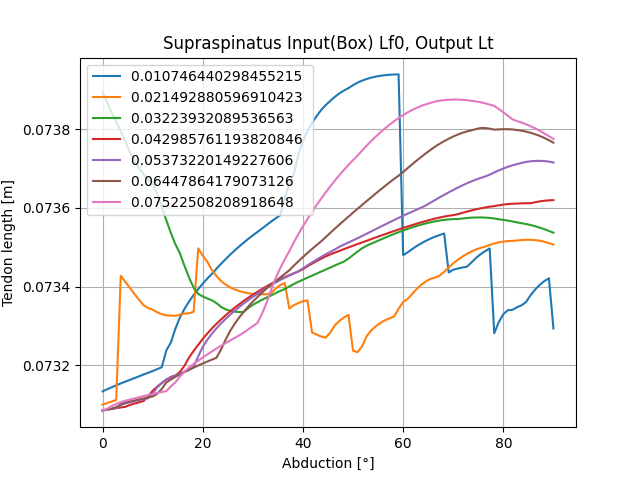 Supraspinatus Input(Box) Lf0, Output Lt
0.010746440298455215
0.021492880596910423
0.03223932089536563
0.042985761193820846
0.05373220149227606
0.06447864179073126
0.07522508208918648
0.0738
0.0736
0.0734
0.0732
Tendon length [m]
0 20 40 60 80
Abduction [°]